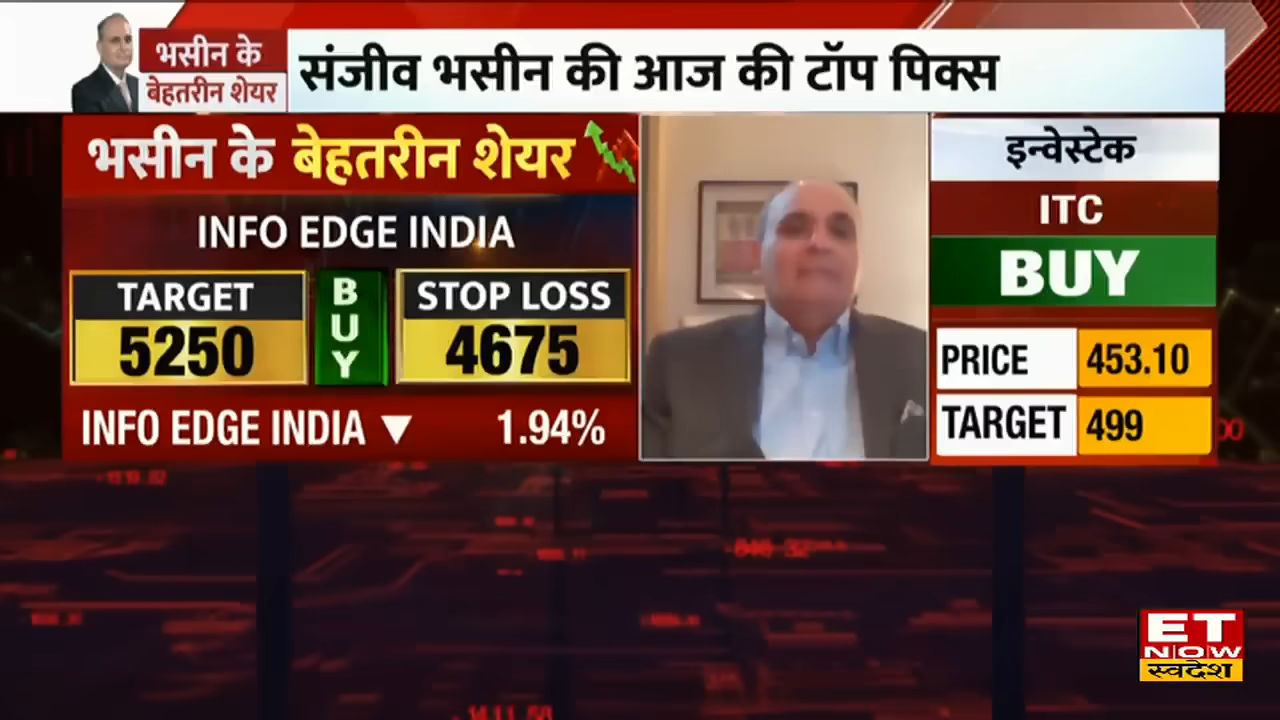 भसीन के
बेहतरीन शेयर
संजीव भसीन की आज की टॉप पिक्स
भसीन के बेहतरीन शेयर
INFO EDGE INDIA
TARGET
5250
BUY
STOP LOSS
4675
INFO EDGE INDIA ▼ 1.94%
इन्वेस्टेक
ITC
BUY
PRICE 453.10
TARGET 499
ET
NOW
स्वदेश